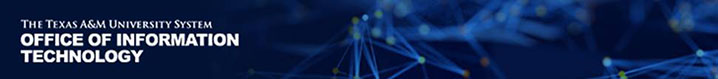 The Texas A&M University System
OFFICE OF INFORMATION
TECHNOLOGY